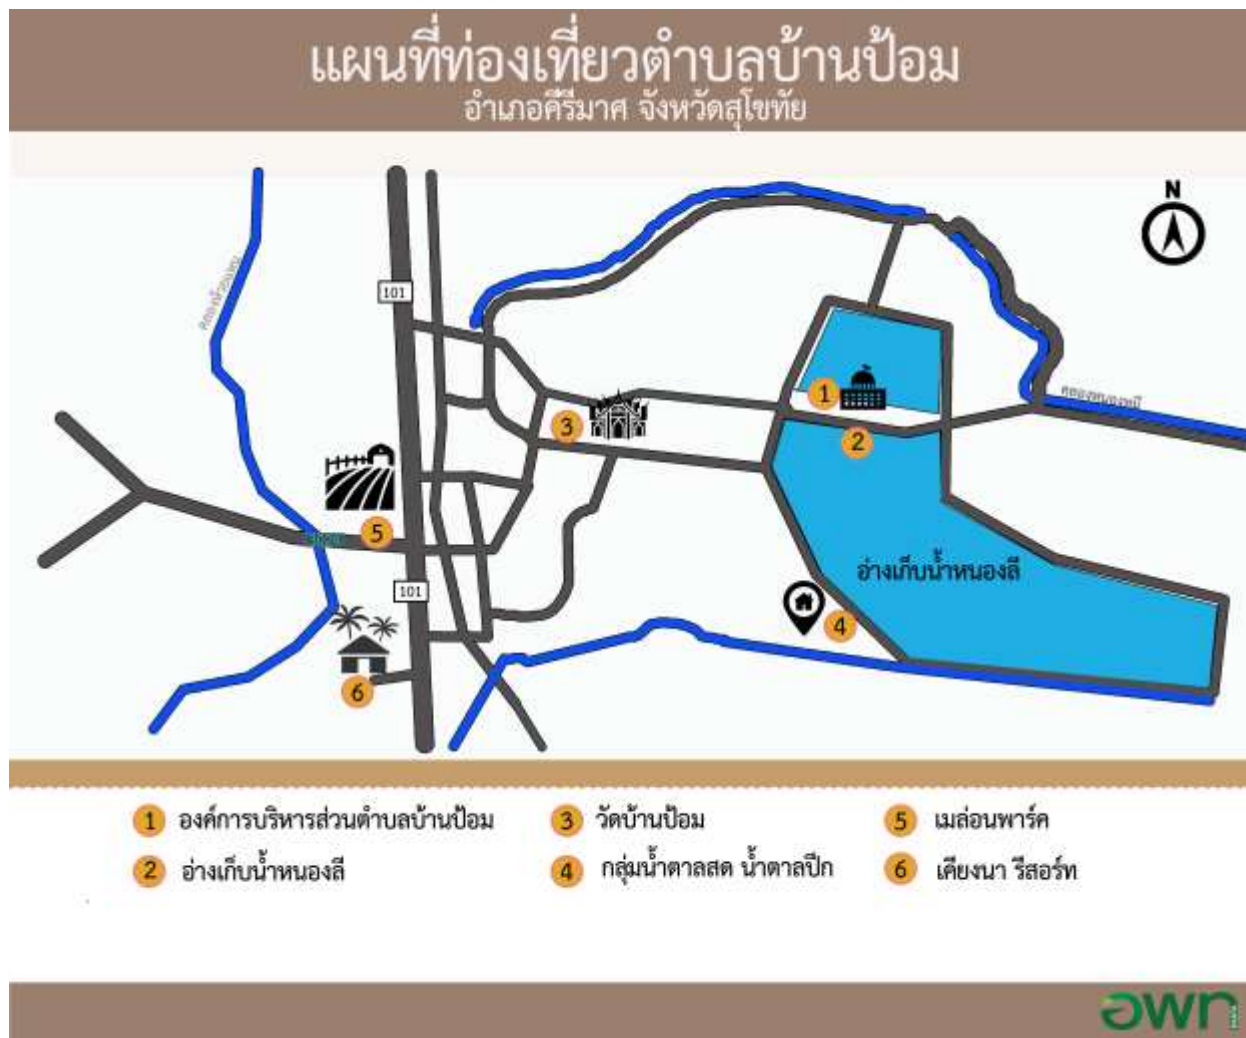 แผนที่ท่องเที่ยวตำบลบ้านป้อม
อำเภอคีรีมาศ จังหวัดสุโขทัย
N
101
1
3
2
5
อ่างเก็บน้ำหนองลี
101
4
6
1 องค์การบริหารส่วนตำบลบ้านป้อม
3 วัดบ้านป้อม
5 เมล่อนพาร์ค
2 อ่างเก็บน้ำหนองลี
4 กลุ่มน้ำตาลสด น้ำตาลปึก
6 เคียงนา รีสอร์ท
อพท